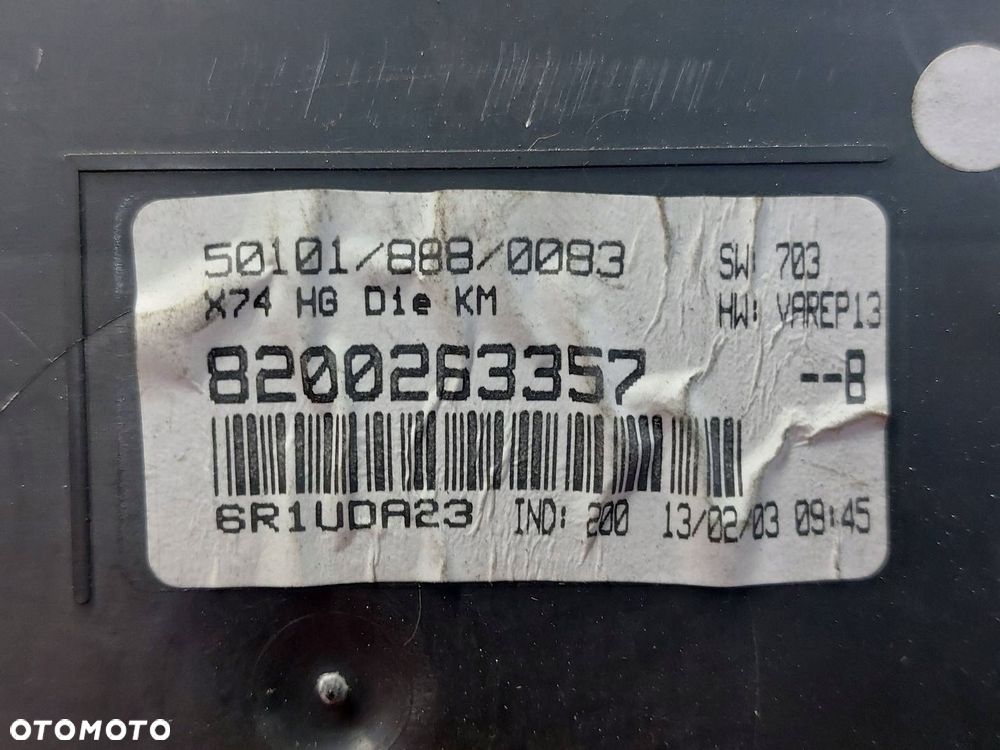 50101/888/0083 SW: 703
X74 HG Die KM HW: VAREP13
8200263357 --8
6R1UDA23 IND: 200 13/02/03 09:45
OTOMOTO